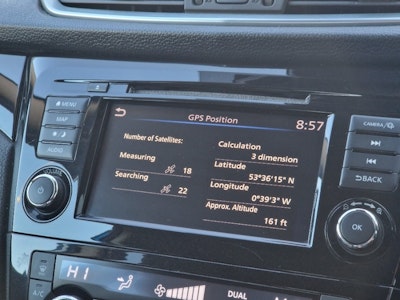 MENU
MAP
AUDIO
GPS Position
8:57
Number of Satellites:
Measuring
18
Searching
22
Calculation
3 dimension
Latitude
53°36'15" N
Longitude
0°39'3" W
Approx. Altitude
161 ft
CAMERA/
BACK
OK
A/C
HI
DUAL